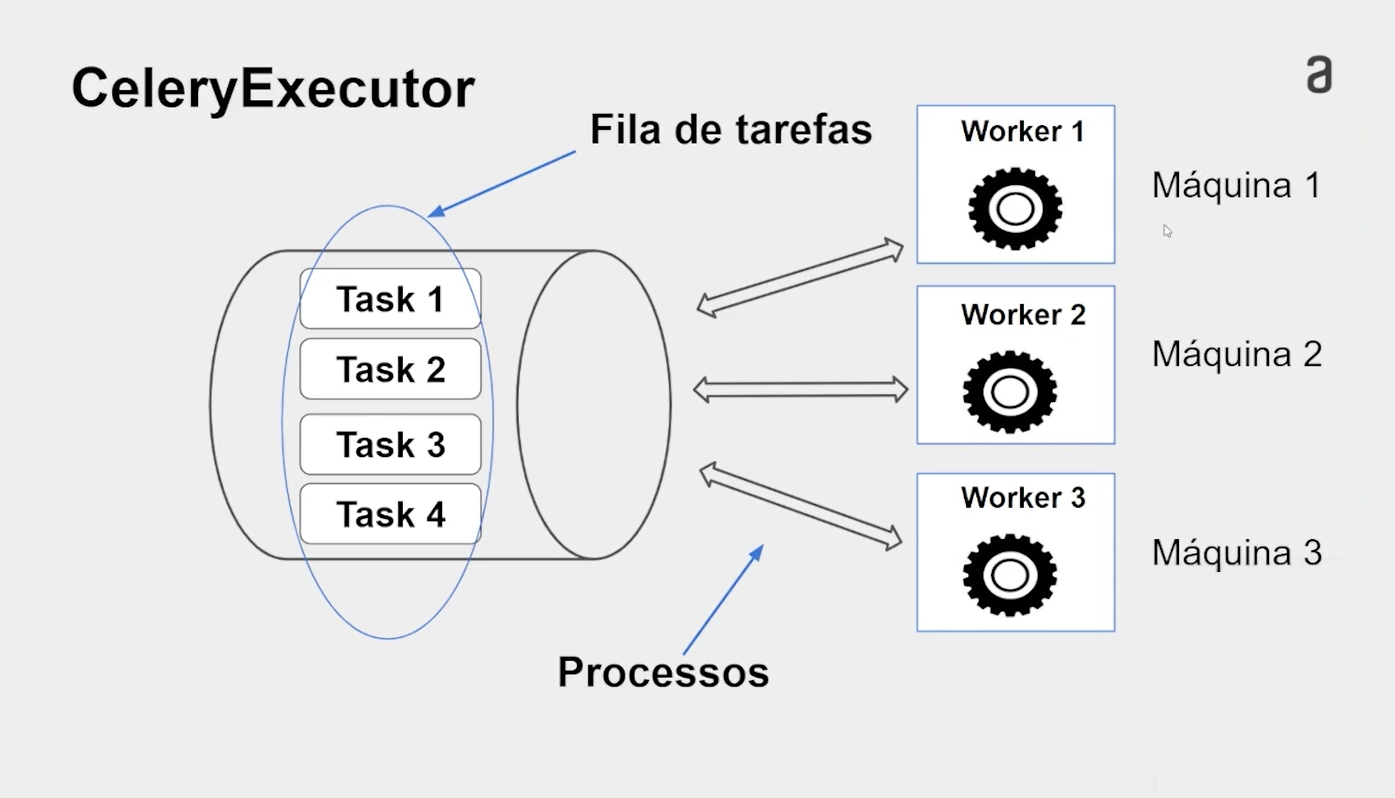 CeleryExecutor
a
Fila de tarefas
Worker 1
Máquina 1
Task 1
Task 2
Worker 2
Máquina 2
Task 3
Task 4
Worker 3
Máquina 3
Processos